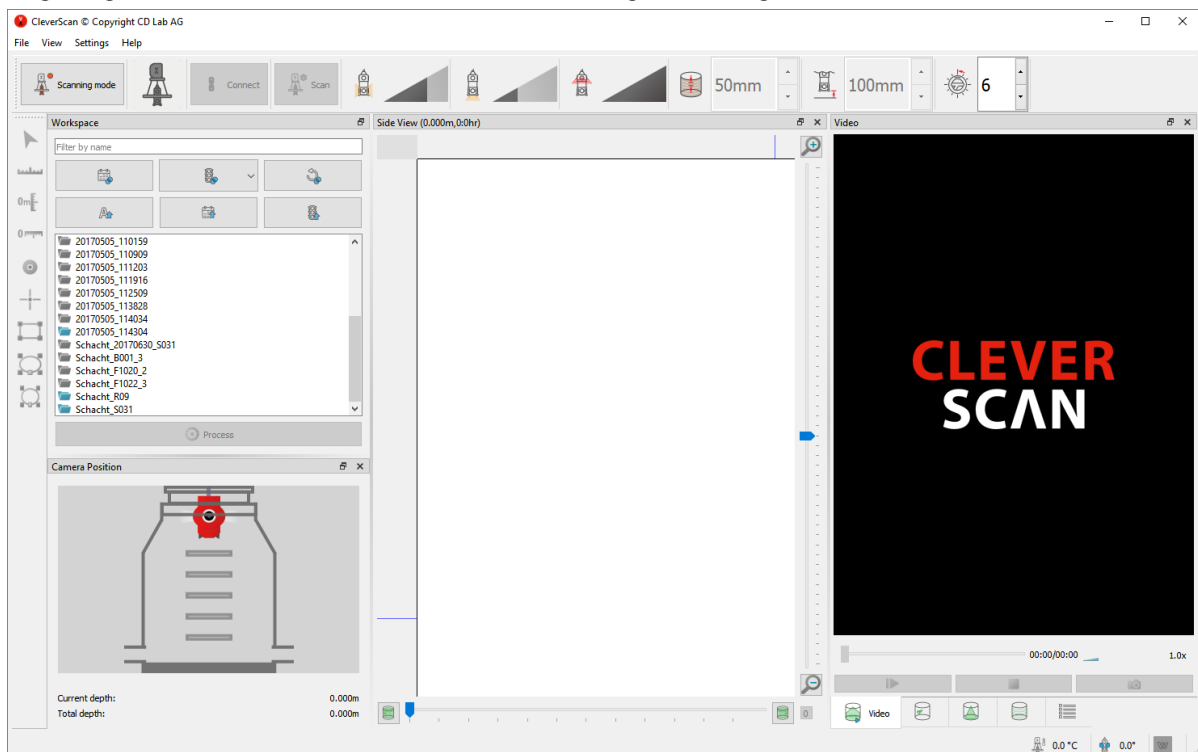 CleverScan © Copyright CD Lab AG
File View Settings Help
Scanning mode
Connect
Scan
50mm
100mm
6
Workspace
Side View (0.000m,0:0hr)
Video
Filter by name
0m
0
20170505_110159
20170505_110909
20170505_111203
20170505_111916
20170505_112509
20170505_113828
20170505_114034
20170505_114304
Schacht_20170630_S031
Schacht_B001_3
Schacht_F1020_2
Schacht_F1022_3
Schacht_R09
Schacht_S031
Process
CLEVER
SCAN
Camera Position
Current depth: 0.000m
Total depth: 0.000m
00:00/00:00
1.0x
0
Video
0.0 °C
0.0°